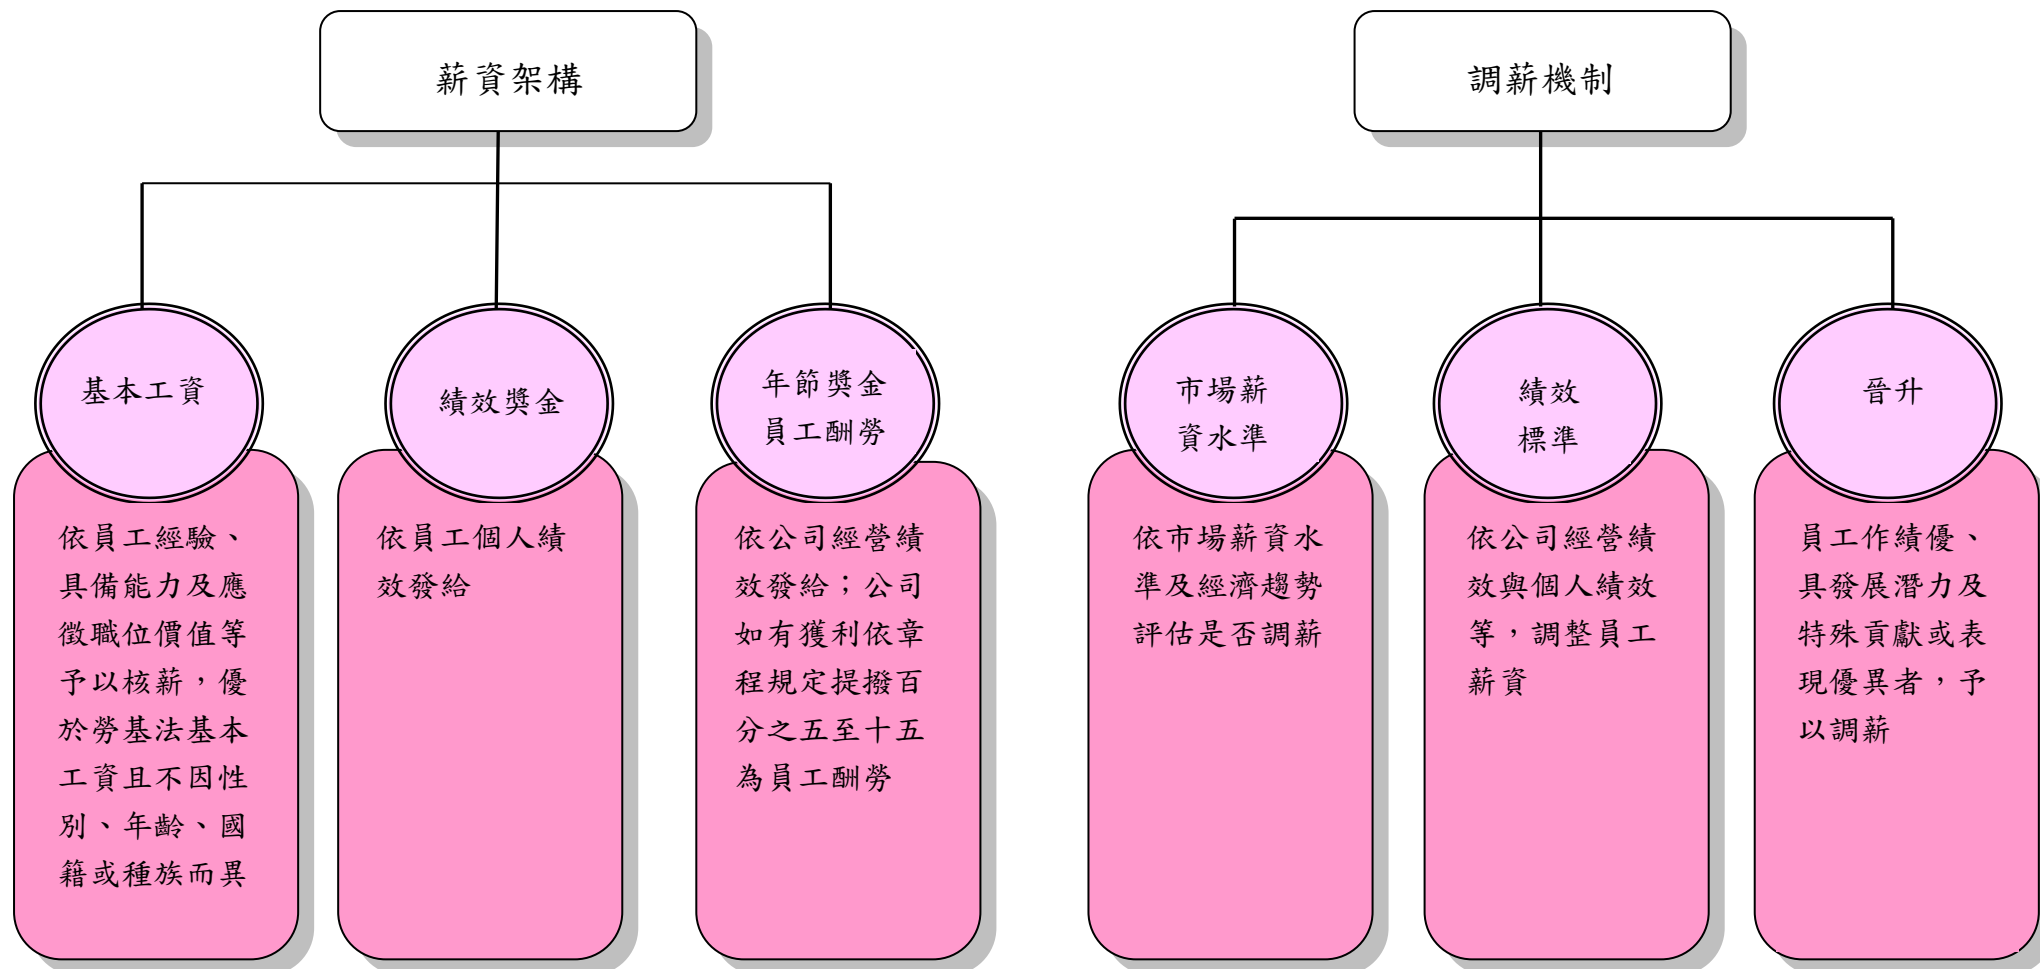 薪資架構
基本工資
依員工經驗、
具備能力及應
徵職位價值等
予以核薪，優
於勞基法基本
工資且不因性
別、年齡、國
籍或種族而異
績效獎金
依員工個人績
效發給
年節獎金
員工酬勞
依公司經營績
效發給；公司
如有獲利依章
程規定提撥百
分之五至十五
為員工酬勞
調薪機制
市場薪
資水準
依市場薪資水
準及經濟趨勢
評估是否調薪
績效
標準
依公司經營績
效與個人績效
等，調整員工
薪資
晉升
員工作績優、
具發展潛力及
特殊貢獻或表
現優異者，予
以調薪